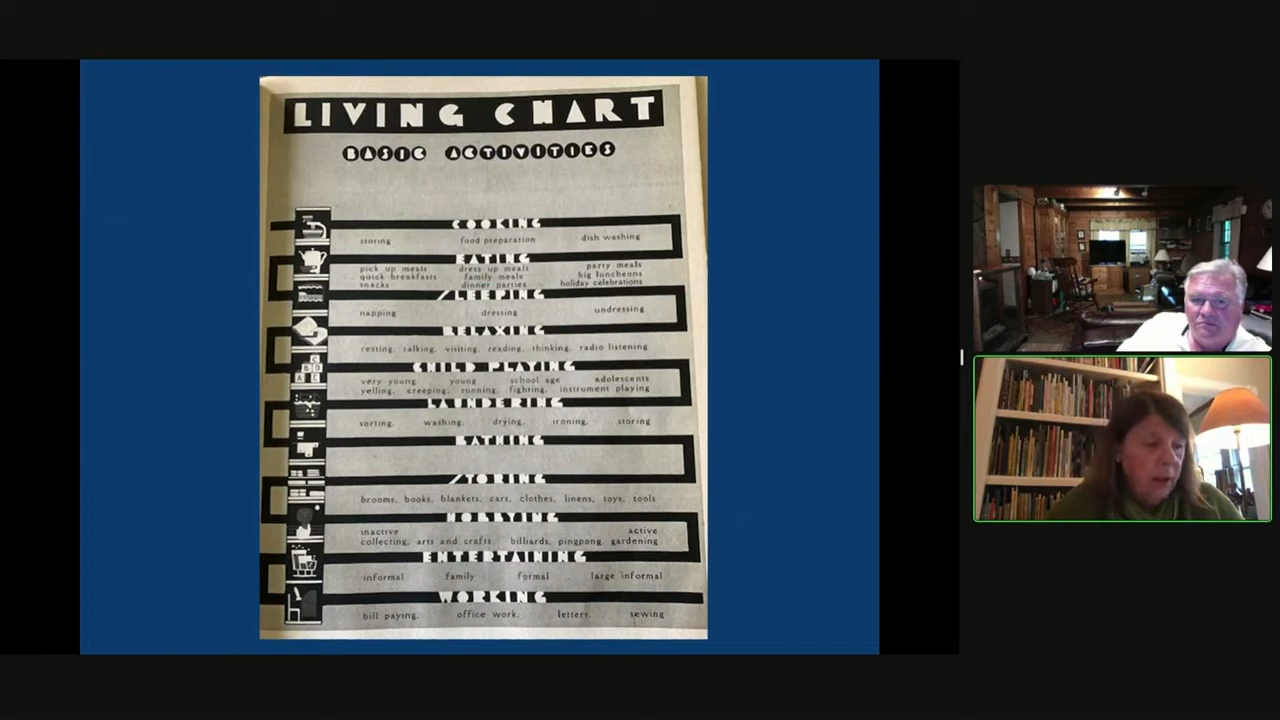 LIVING CHART
BASIC ACTIVITIES
COOKING
storing food preparation dish washing
EATING
pick up meals dress up meals party meals
quick breakfasts family meals big luncheons
snacks dinner parties holiday celebrations
SLEEPING
napping dressing undressing
RELAXING
resting, talking, visiting, reading, thinking, radio listening
CHILD PLAYING
very young young school age adolescents
yelling, creeping, running, fighting, instrument playing
LAUNDERING
sorting, washing, drying, ironing, storing
BATHING
STORING
brooms, books, blankets, cars, clothes, linens, toys, tools
HOBBYING
inactive active
collecting, arts and crafts billiards, pingpong, gardening
ENTERTAINING
informal family formal large informal
WORKING
bill paying, office work, letters, sewing